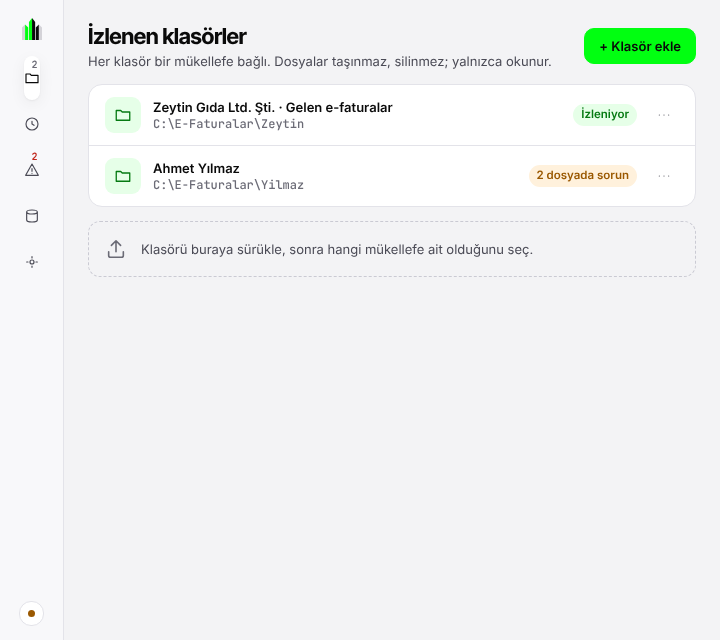 2
2
İzlenen klasörler
Her klasör bir mükellefe bağlı. Dosyalar taşınmaz, silinmez; yalnızca okunur.
+ Klasör ekle
Zeytin Gıda Ltd. Şti. · Gelen e-faturalar
C:\E-Faturalar\Zeytin
İzleniyor
Ahmet Yılmaz
C:\E-Faturalar\Yilmaz
2 dosyada sorun
Klasörü buraya sürükle, sonra hangi mükellefe ait olduğunu seç.